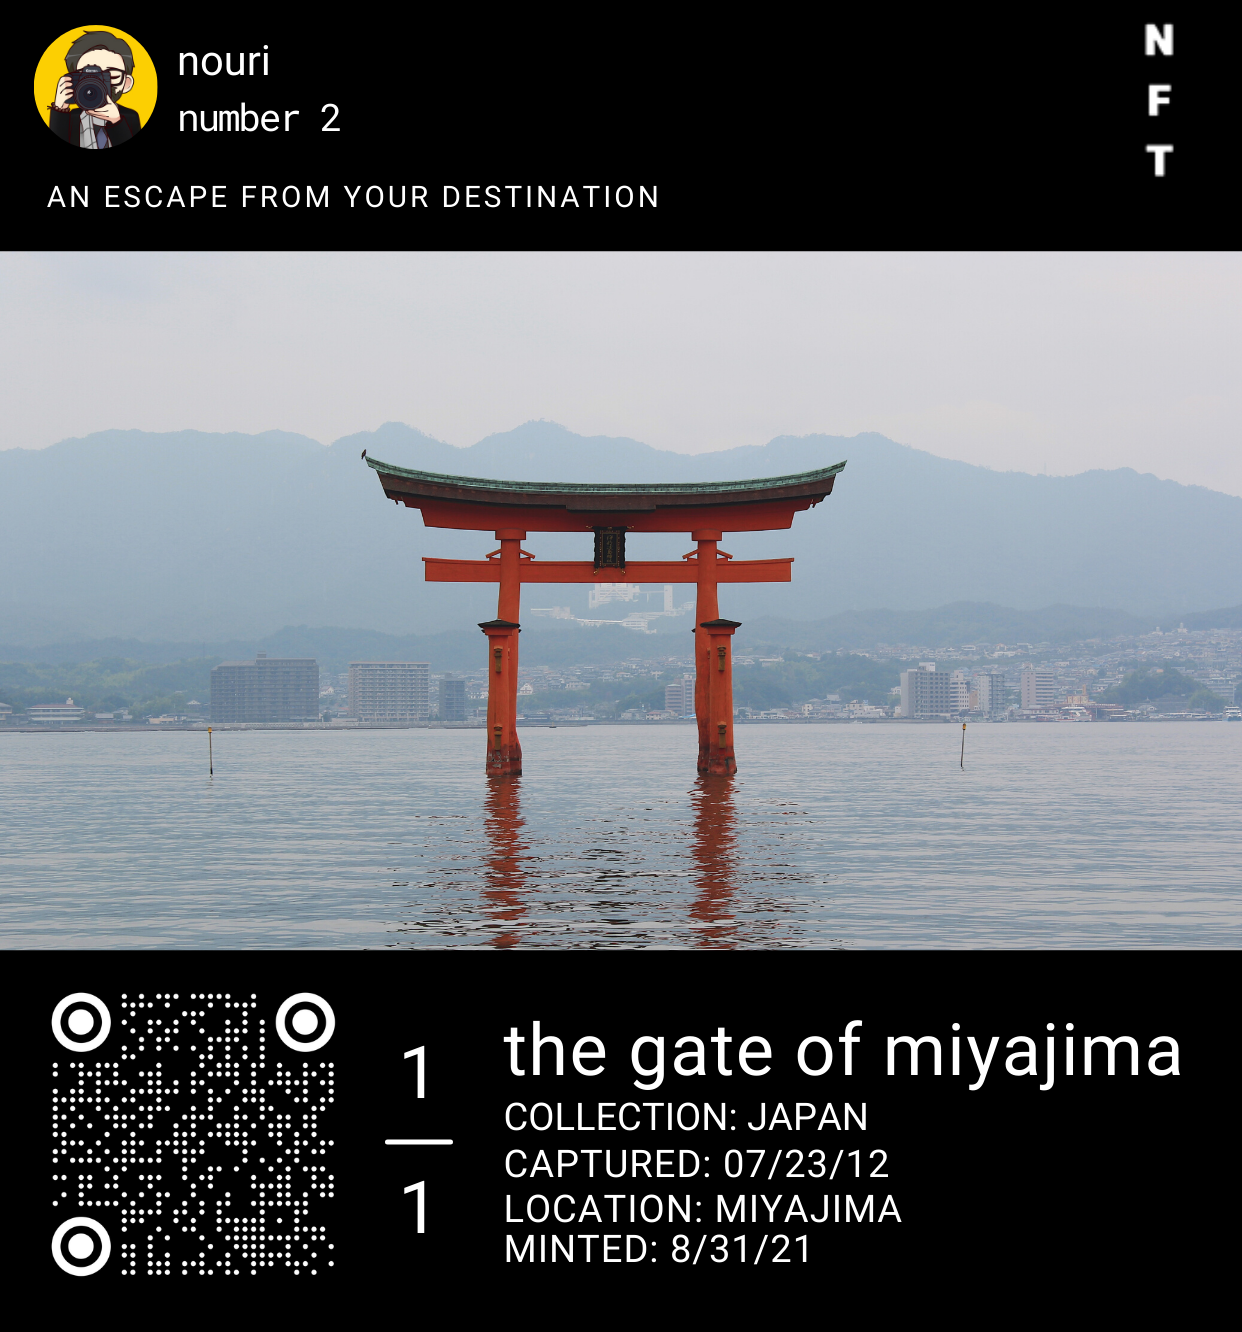 nouri
number 2
N
F
T
AN ESCAPE FROM YOUR DESTINATION
1
1
the gate of miyajima
COLLECTION: JAPAN
CAPTURED: 07/23/12
LOCATION: MIYAJIMA
MINTED: 8/31/21